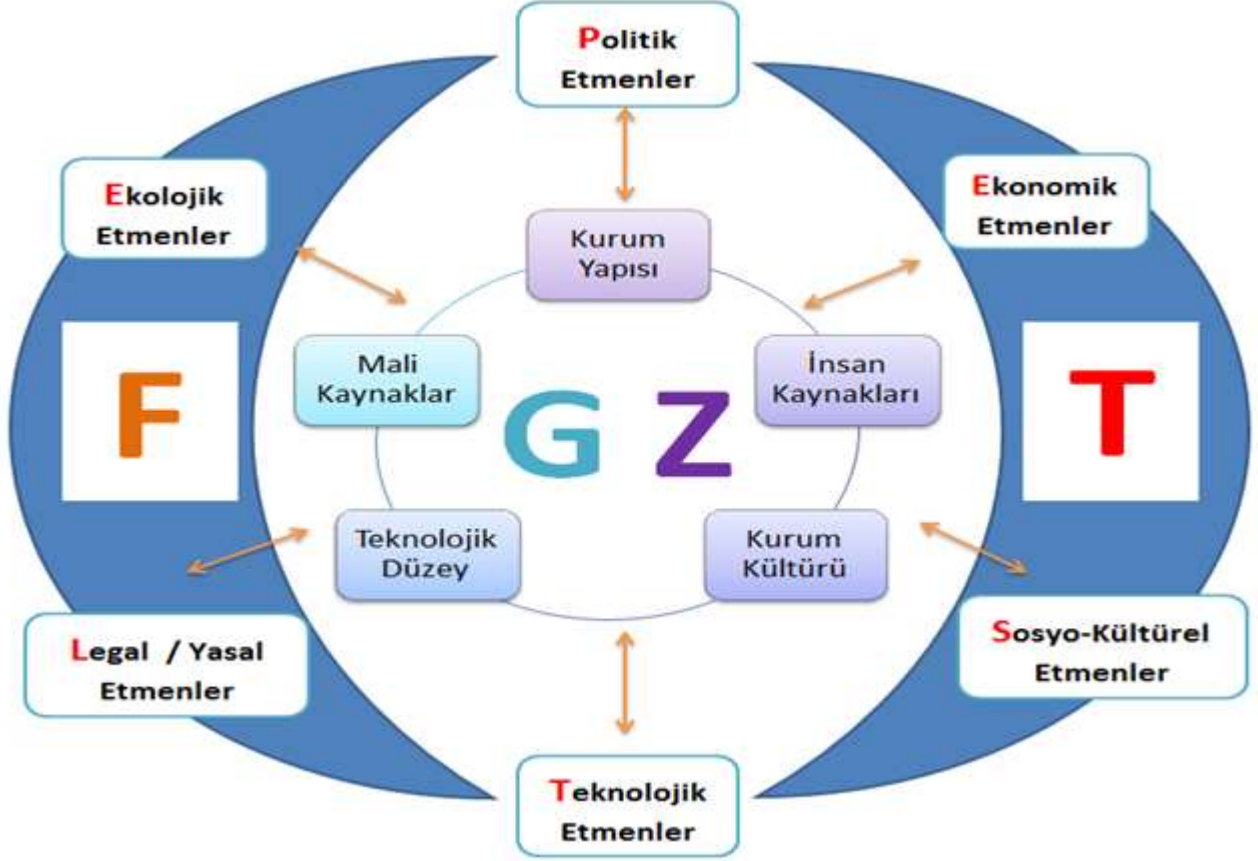 Politik
Etmenler
Ekolojik
Etmenler
Ekonomik
Etmenler
Kurum
Yapısı
Mali
Kaynaklar
İnsan
Kaynakları
F
G Z
T
Teknolojik
Düzey
Kurum
Kültürü
Legal / Yasal
Etmenler
Sosyo-Kültürel
Etmenler
Teknolojik
Etmenler